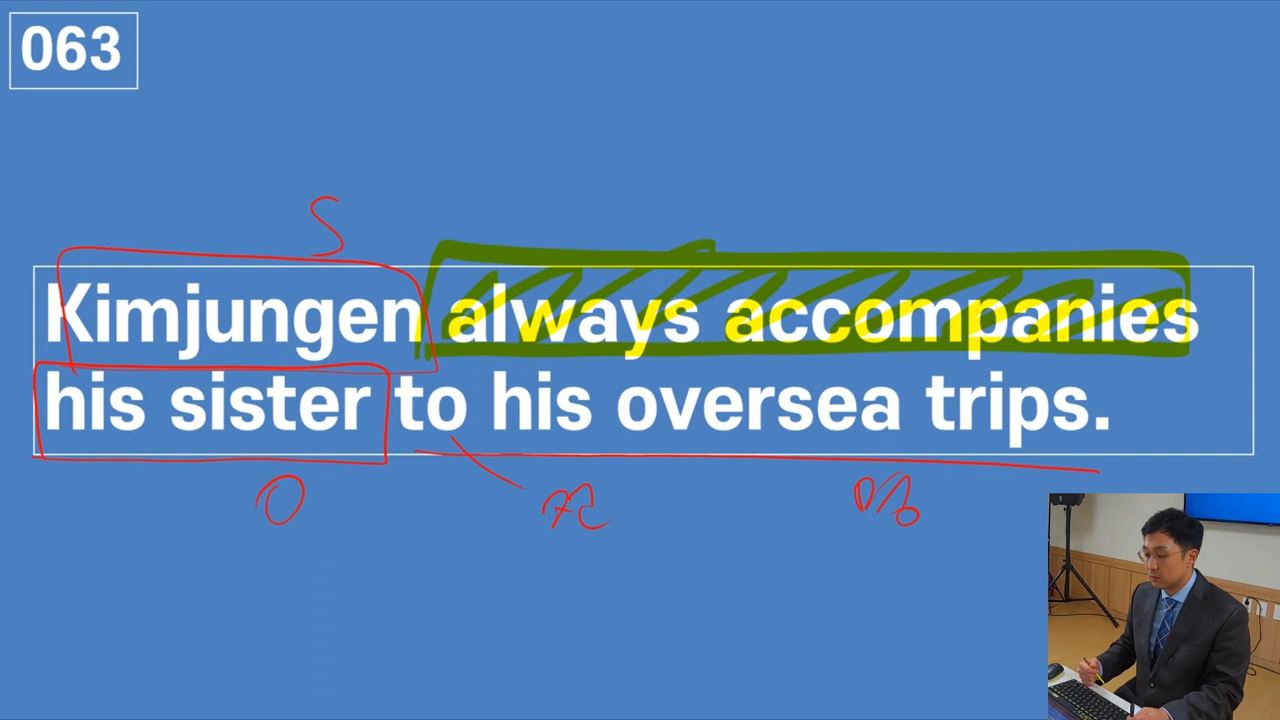 063
S
Kimjungen always accompanies
his sister to his oversea trips.
O